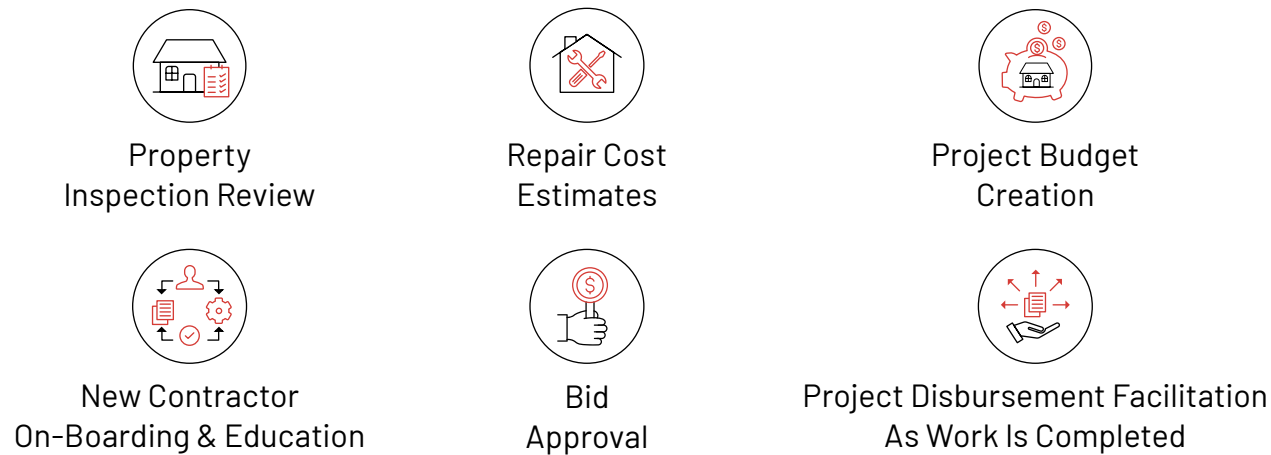 Property
Inspection Review
Repair Cost
Estimates
Project Budget
Creation
New Contractor
On-Boarding & Education
Bid
Approval
Project Disbursement Facilitation
As Work Is Completed